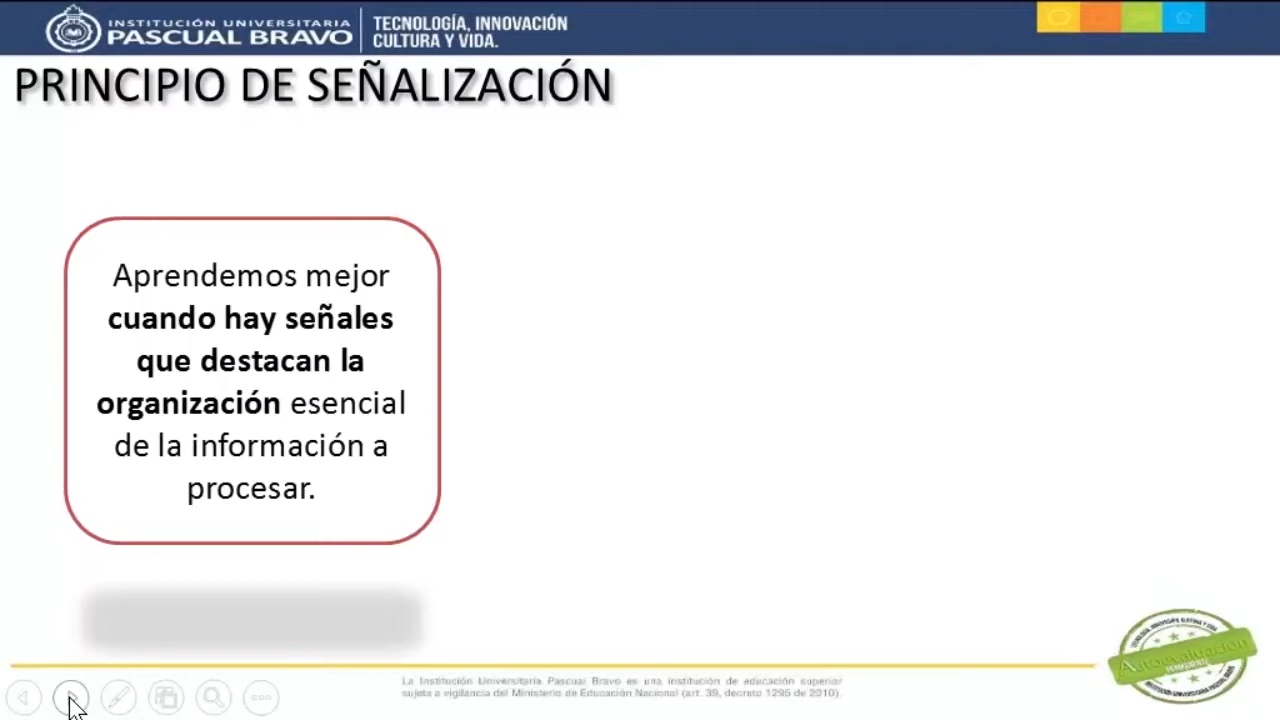 INSTITUCIÓN UNIVERSITARIA
PASCUAL BRAVO
TECNOLOGÍA, INNOVACIÓN
CULTURA Y VIDA.
PRINCIPIO DE SEÑALIZACIÓN
Aprendemos mejor
cuando hay señales
que destacan la
organización esencial
de la información a
procesar.
La Institución Universitaria Pascual Bravo es una institución de educación superior
sujeta a vigilancia del Ministerio de Educación Nacional (art. 39, decreto 1295 de 2010).
Autoevaluación